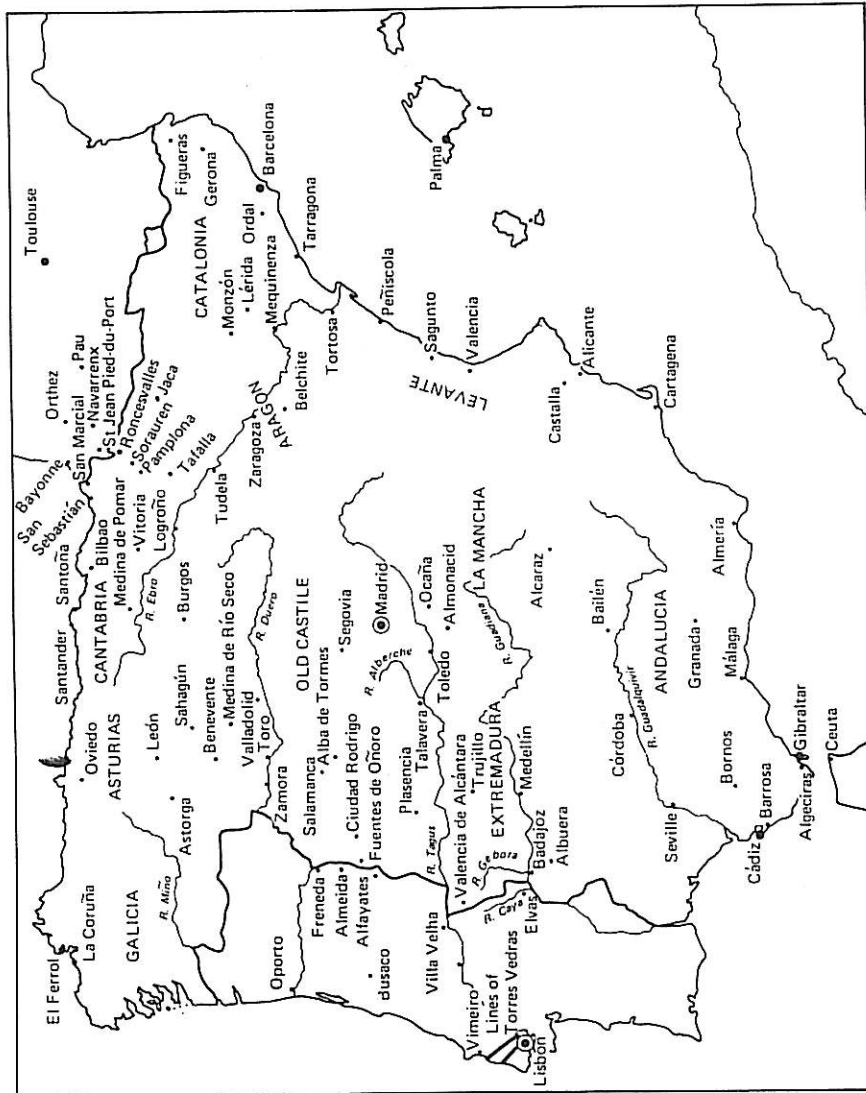 Toulouse
Orthez
Bayonne
Pau
San Marcial
Navarrenx
St Jean Pied-du-Port
San
Sebastián
Roncesvalles
Sorauren
Jaca
Pamplona
Tafalla
El Ferrol
La Coruña
GALICIA
R. Miño
Oviedo
ASTURIAS
Santander
Santoña
CANTABRIA
Bilbao
Medina de Pomar
Vitoria
R. Ebro
Logroño
León
Astorga
Sahagún
Burgos
Tudela
Benevente
Medina de Río Seco
Valladolid
R. Duero
Toro
Zamora
Zaragoza
ARAGON
Belchite
Figueras
Gerona
CATALONIA
Barcelona
Monzón
Lérida
Ordal
Mequinenza
Tarragona
Tortosa
Oporto
Freneda
Almeida
Alfayates
dusaco
OLD CASTILE
Salamanca
Alba de Tormes
Segovia
Ciudad Rodrigo
Fuentes de Oñoro
Madrid
R. Alberche
Plasencia
Talavera
Toledo
Ocaña
Almonacid
R. Tagus
Peñiscola
Sagunto
LEVANTE
Valencia
Palma
Villa Velha
Vimeiro
Lines of
Torres Vedras
Lisbon
Valencia de Alcántara
Trujillo
R. Gebora
EXTREMADURA
R. Guadiana
LA MANCHA
R. Caya
Elvas
Badajoz
Medellín
Albuera
Alcaraz
Castalla
Alicante
Cartagena
Bailén
Córdoba
R. Guadalquivir
ANDALUCIA
Seville
Granada
Almería
Málaga
Bornos
Cádiz
Barrosa
Algeciras
Gibraltar
Ceuta